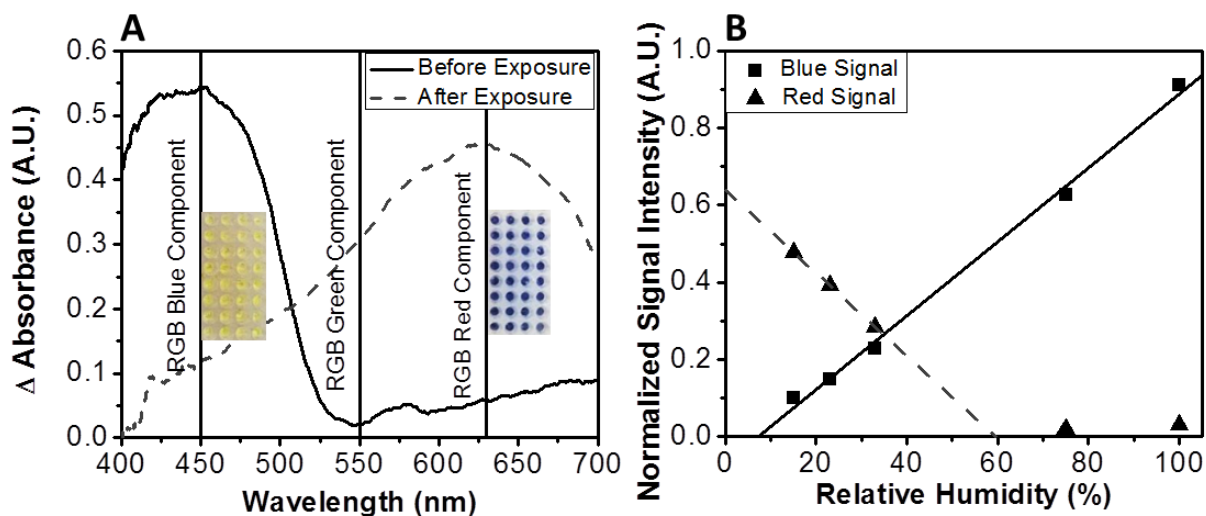 A
Δ Absorbance (A.U.)
0.6
0.5
0.4
0.3
0.2
0.1
0.0
Before Exposure
After Exposure
RGB Blue Component
RGB Green Component
RGB Red Component
400 450 500 550 600 650 700
Wavelength (nm)
B
Normalized Signal Intensity (A.U.)
1.0
0.8
0.6
0.4
0.2
0.0
Blue Signal
Red Signal
0 20 40 60 80 100
Relative Humidity (%)